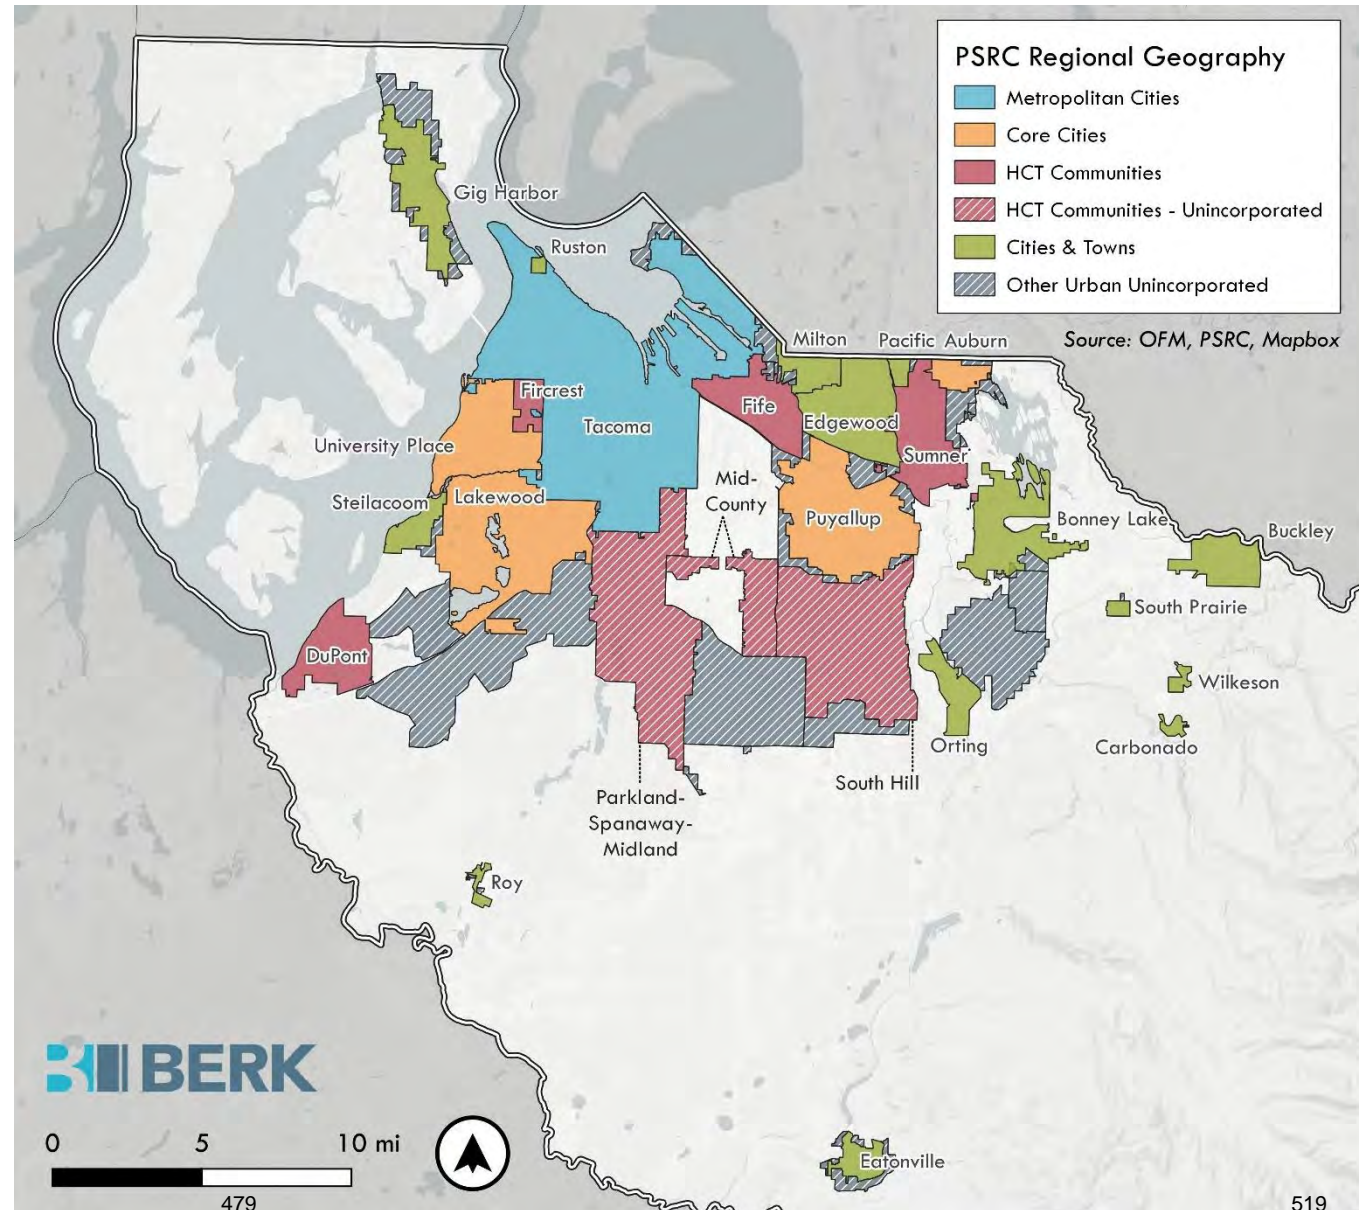 PSRC Regional Geography
Metropolitan Cities
Core Cities
HCT Communities
HCT Communities - Unincorporated
Cities & Towns
Other Urban Unincorporated
Source: OFM, PSRC, Mapbox
Gig Harbor
Ruston
Milton
Pacific
Auburn
Fircrest
Fife
Tacoma
Edgewood
University Place
Sumner
Mid-
County
Steilacoom
Lakewood
Puyallup
Bonney Lake
Buckley
South Prairie
DuPont
Wilkeson
Orting
Carbonado
South Hill
Parkland-
Spanaway-
Midland
Roy
BERK
0 5 10 mi
Eatonville
479
519